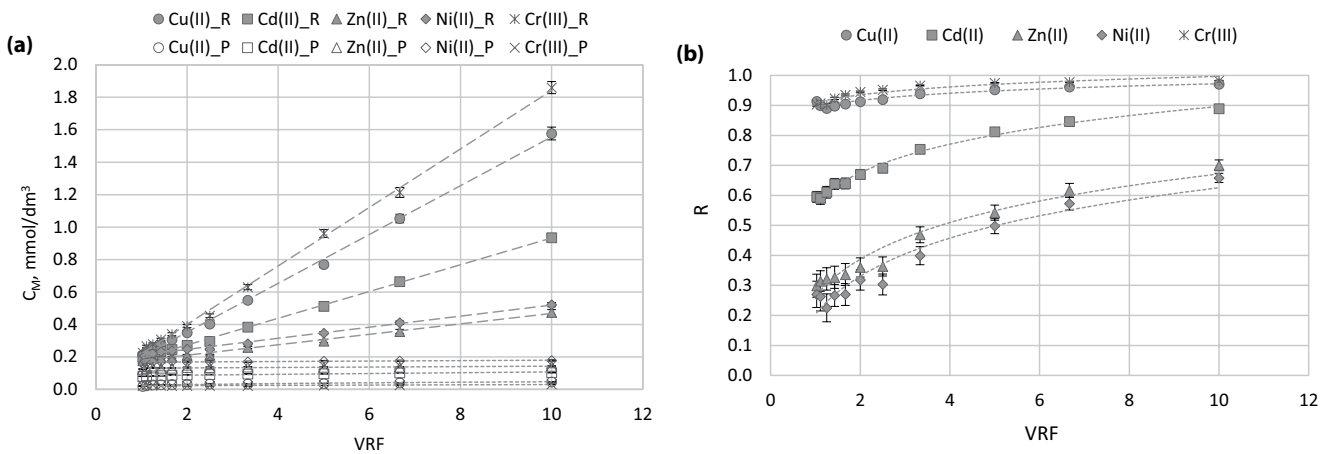 (a)
Cu(II)_R Cd(II)_R Zn(II)_R Ni(II)_R Cr(III)_R
Cu(II)_P Cd(II)_P Zn(II)_P Ni(II)_P Cr(III)_P
2.0
1.8
1.6
1.4
1.2
1.0
0.8
0.6
0.4
0.2
0.0
C_M, mmol/dm³
0 2 4 6 8 10 12
VRF
(b)
Cu(II) Cd(II) Zn(II) Ni(II) Cr(III)
1.0
0.9
0.8
0.7
0.6
0.5
0.4
0.3
0.2
0.1
0.0
R
0 2 4 6 8 10 12
VRF